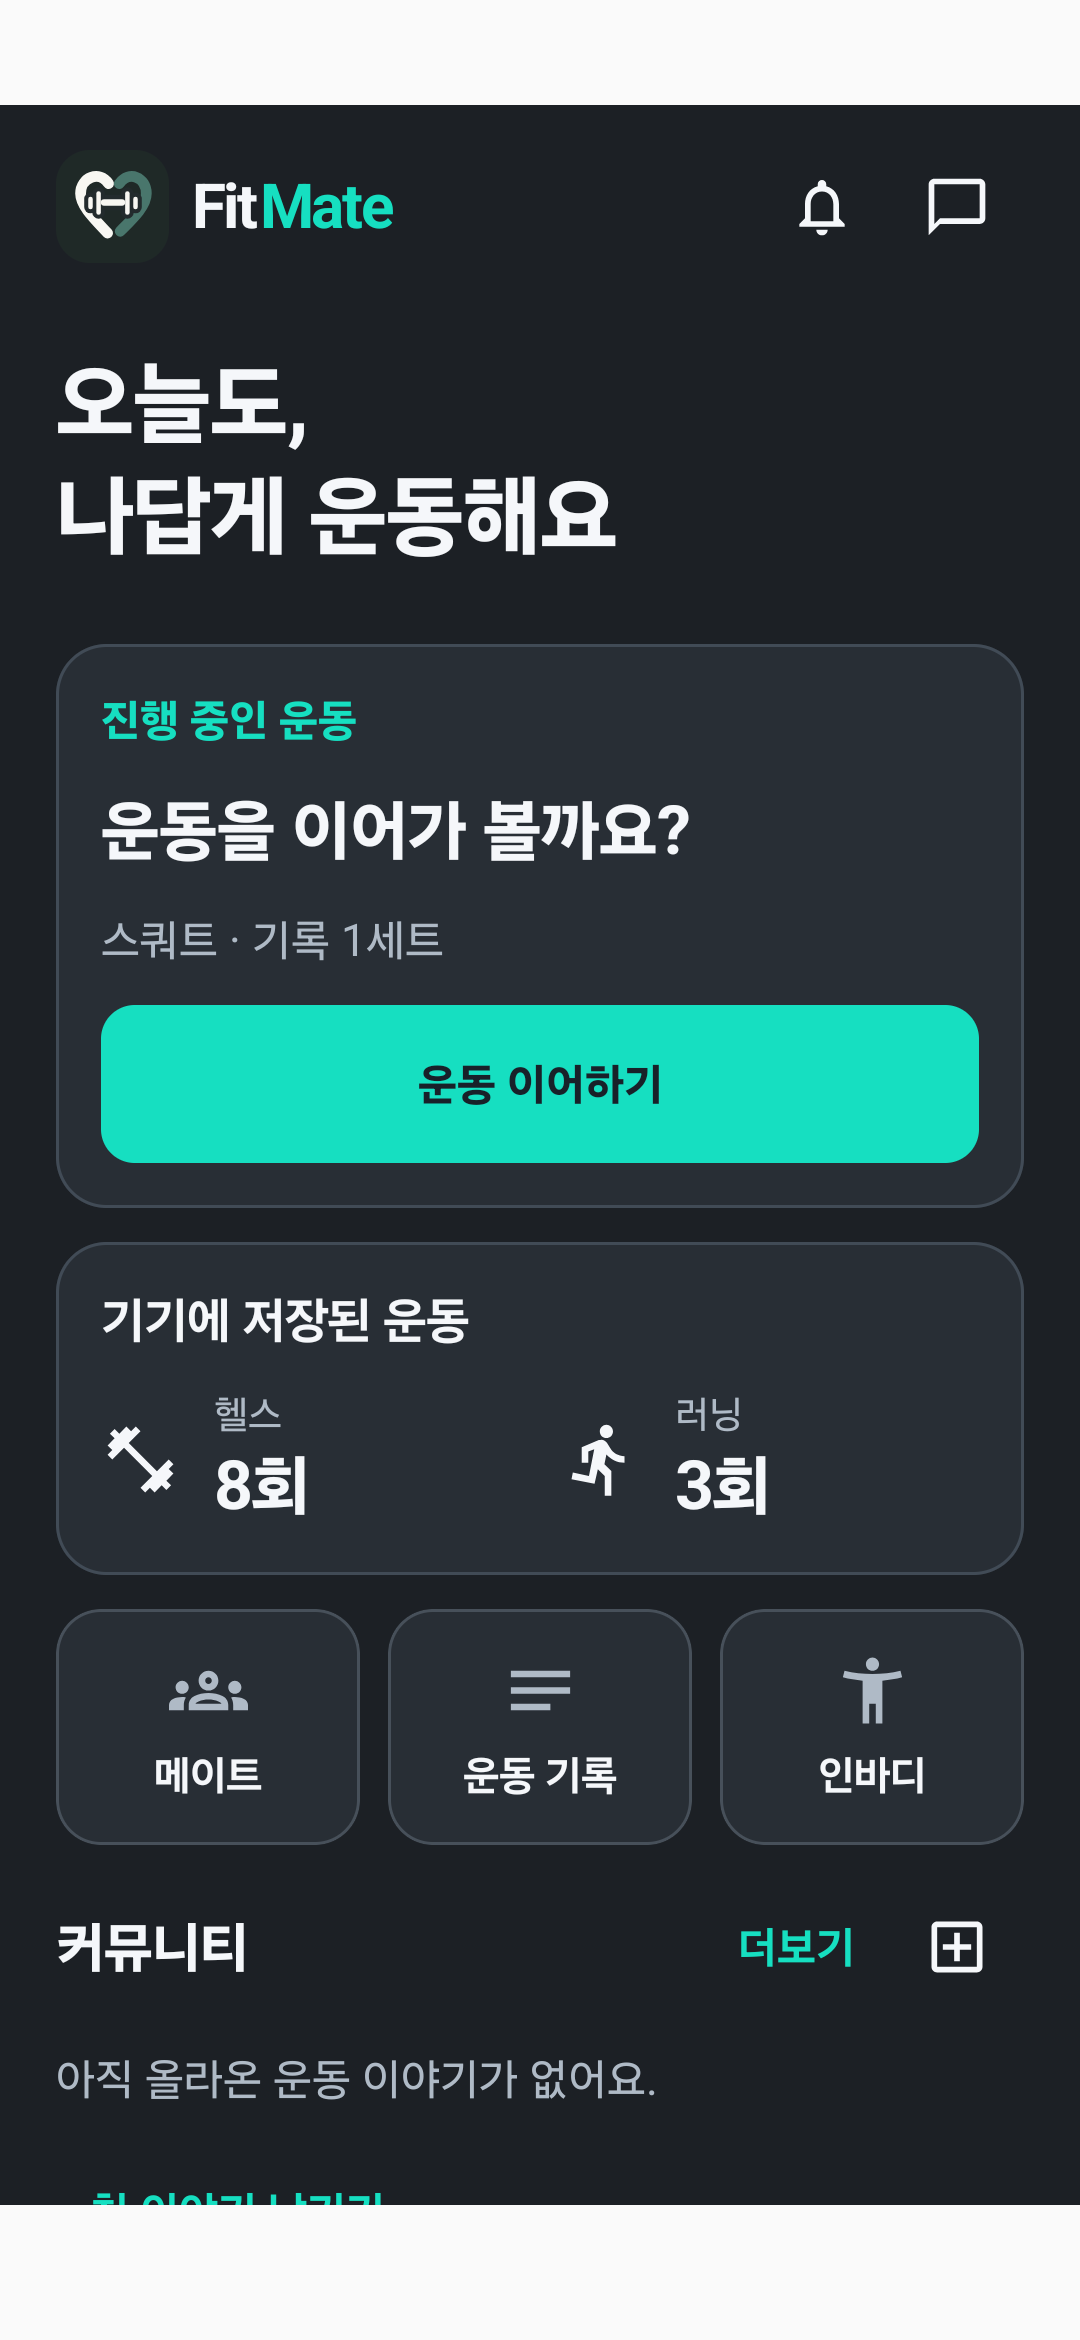 FitMate
오늘도,
나답게 운동해요
진행 중인 운동
운동을 이어가 볼까요?
스쿼트 · 기록 1세트
운동 이어하기
기기에 저장된 운동
헬스
8회
러닝
3회
메이트
운동 기록
인바디
커뮤니티
더보기
아직 올라온 운동 이야기가 없어요.